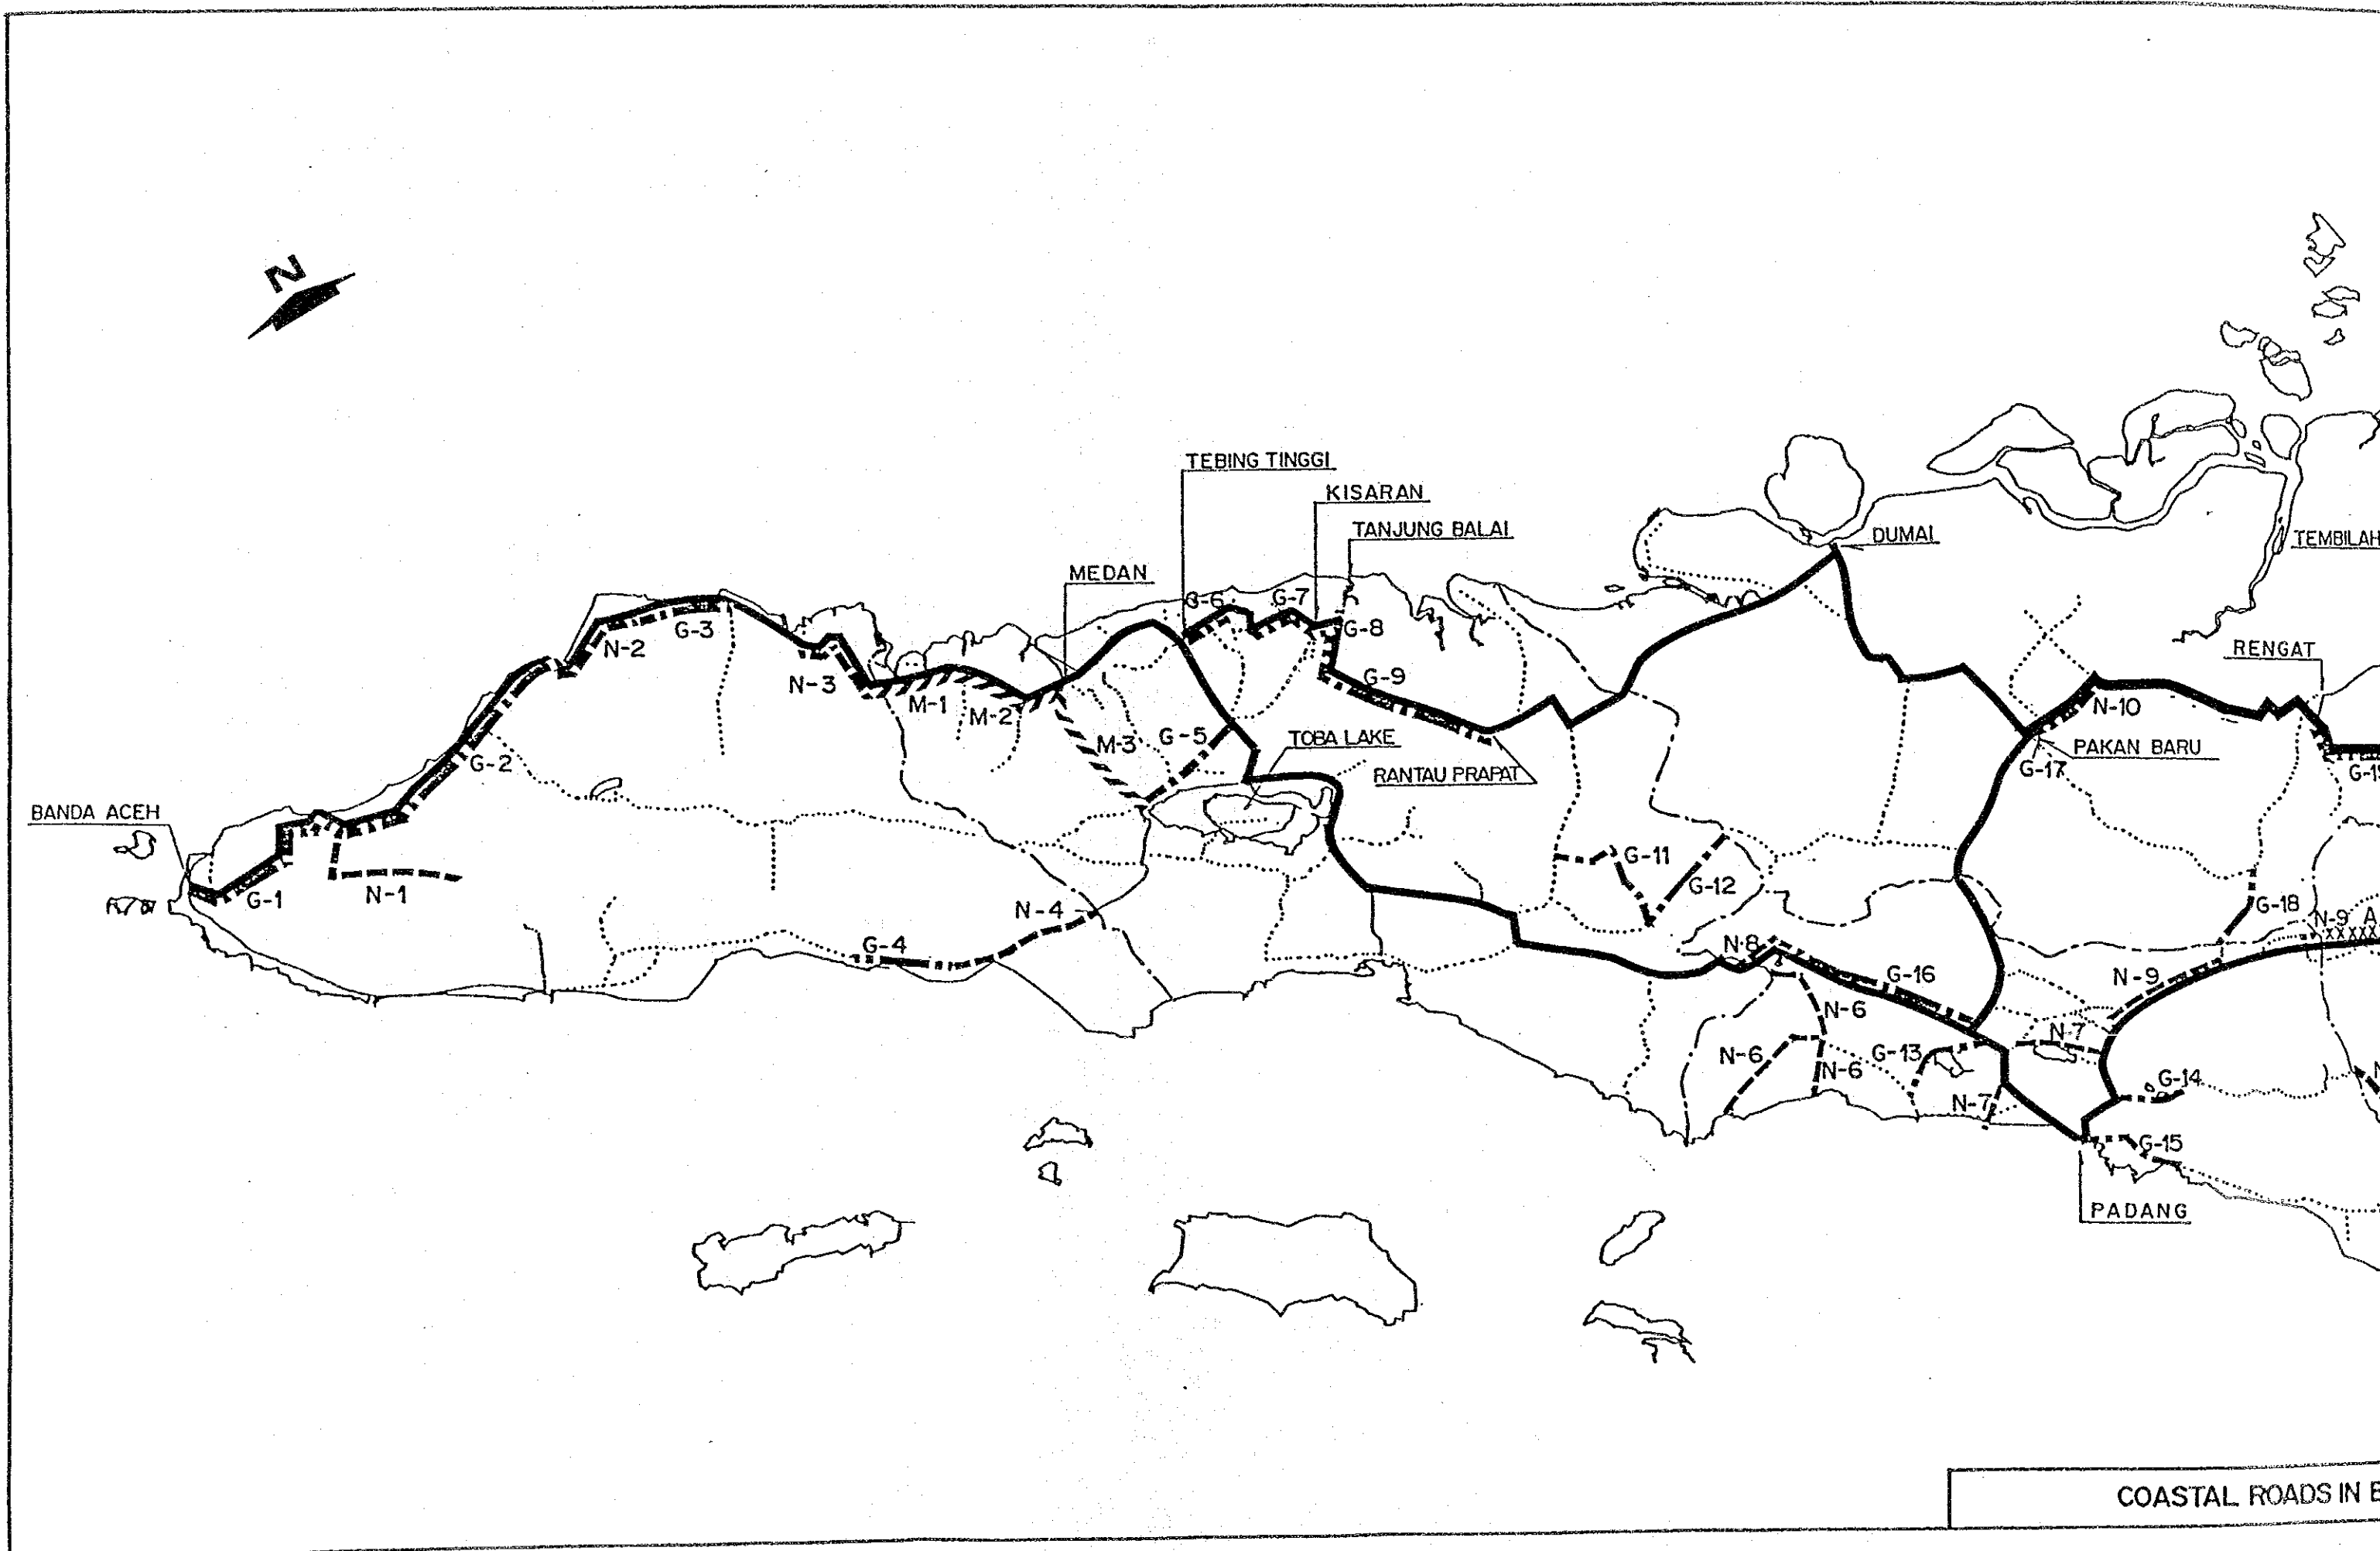 N
TEBING TINGGI
KISARAN
TANJUNG BALAI
DUMAI
TEMBILAH
MEDAN
G-6
G-7
G-8
G-3
N-2
N-3
M-1
M-2
M-3
G-5
G-9
TOBA LAKE
RANTAU PRAPAT
RENGAT
N-10
PAKAN BARU
G-17
G-19
G-2
BANDA ACEH
G-1
N-1
N-4
G-4
G-11
G-12
G-18
N-9 A
N-8
G-16
N-9
N-6
N-6
N-6
G-13
N-7
N-7
G-14
G-15
PADANG
COASTAL ROADS IN E